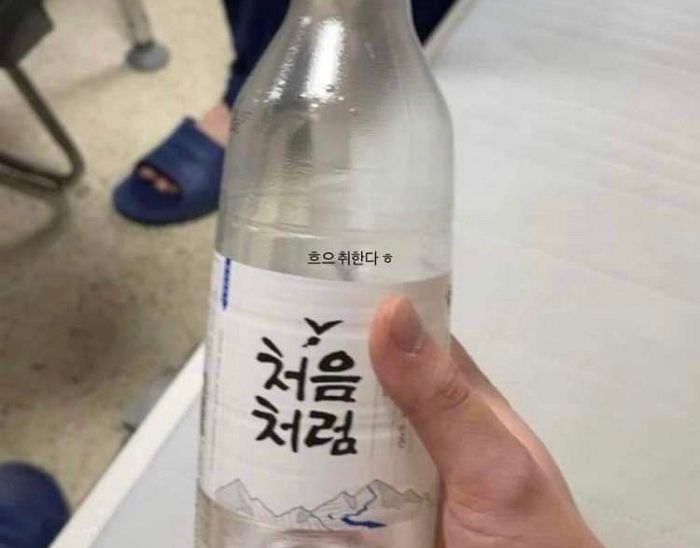 흐으 취한다 ㅎ
처음
처럼